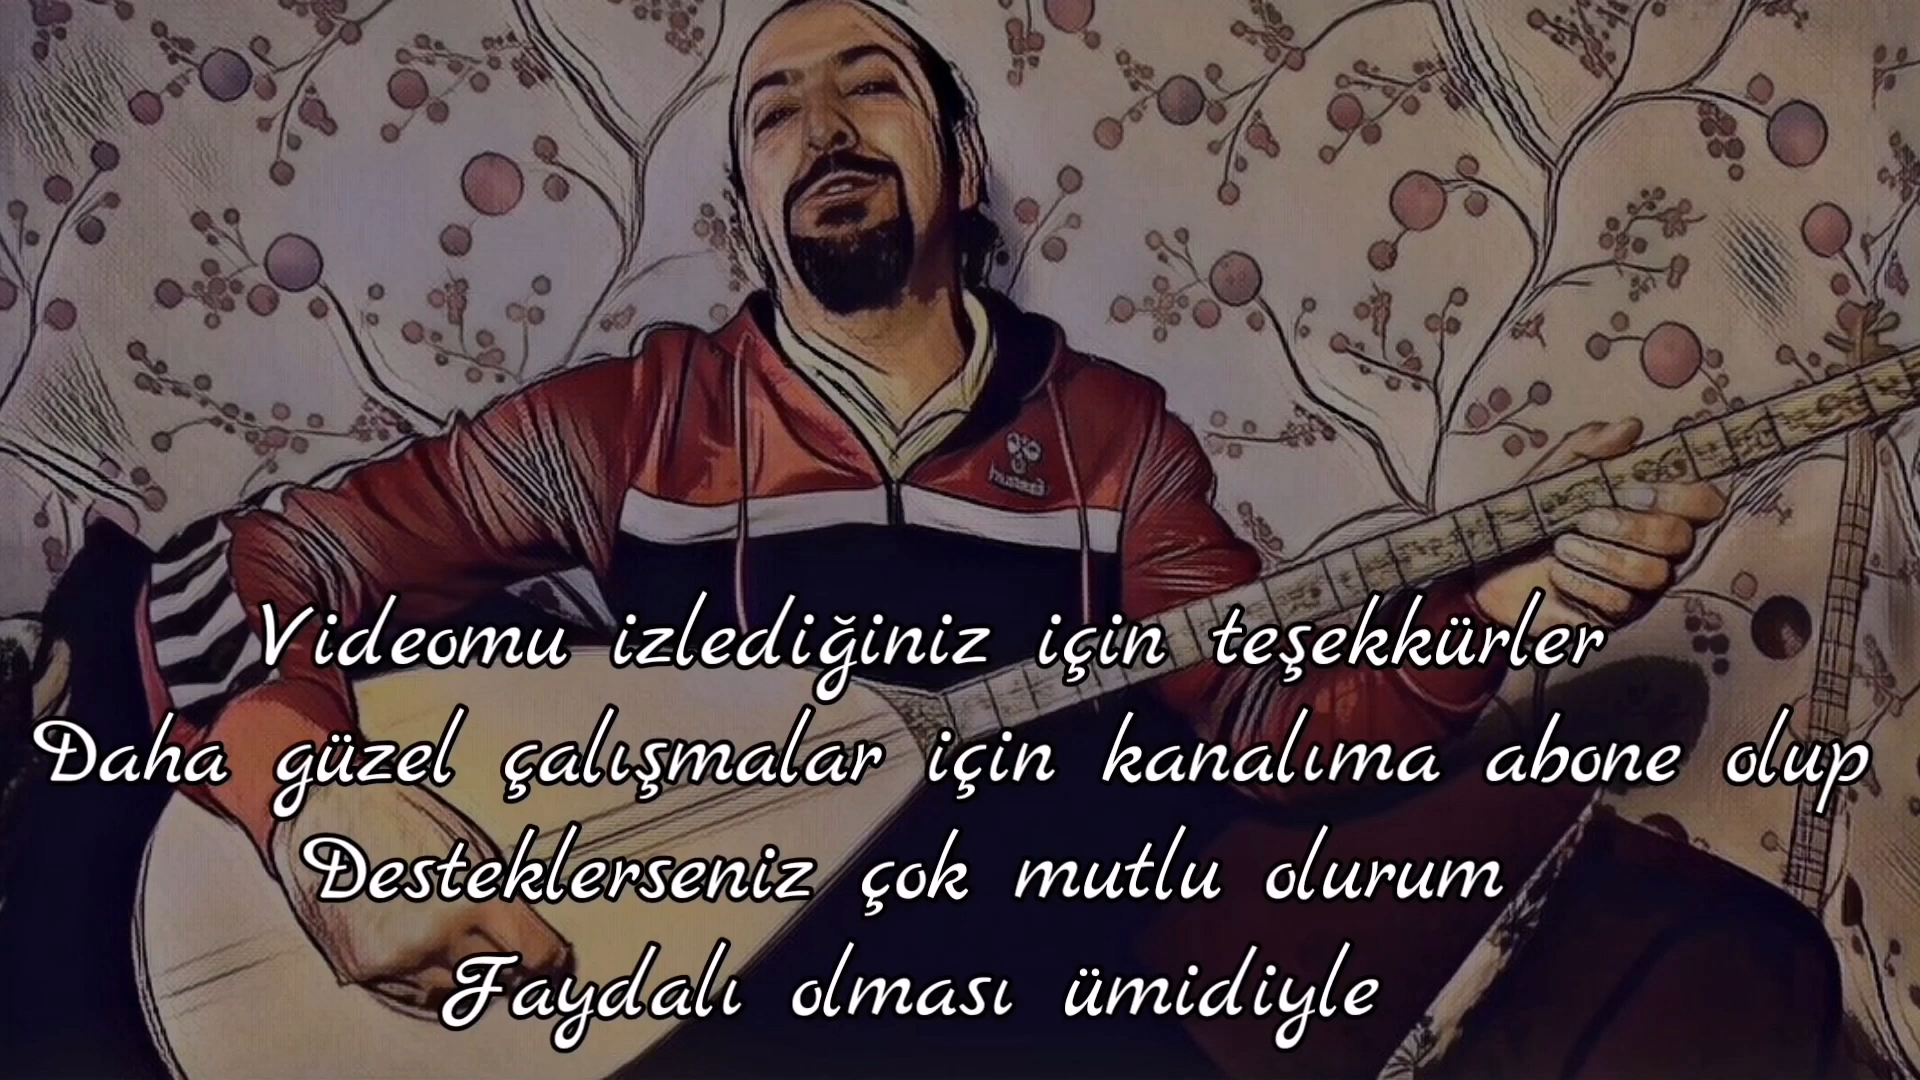 Videomu izlediğiniz için teşekkürler
Daha güzel çalışmalar için kanalıma abone olup
Desteklerseniz çok mutlu olurum
Faydalı olması ümidiyle